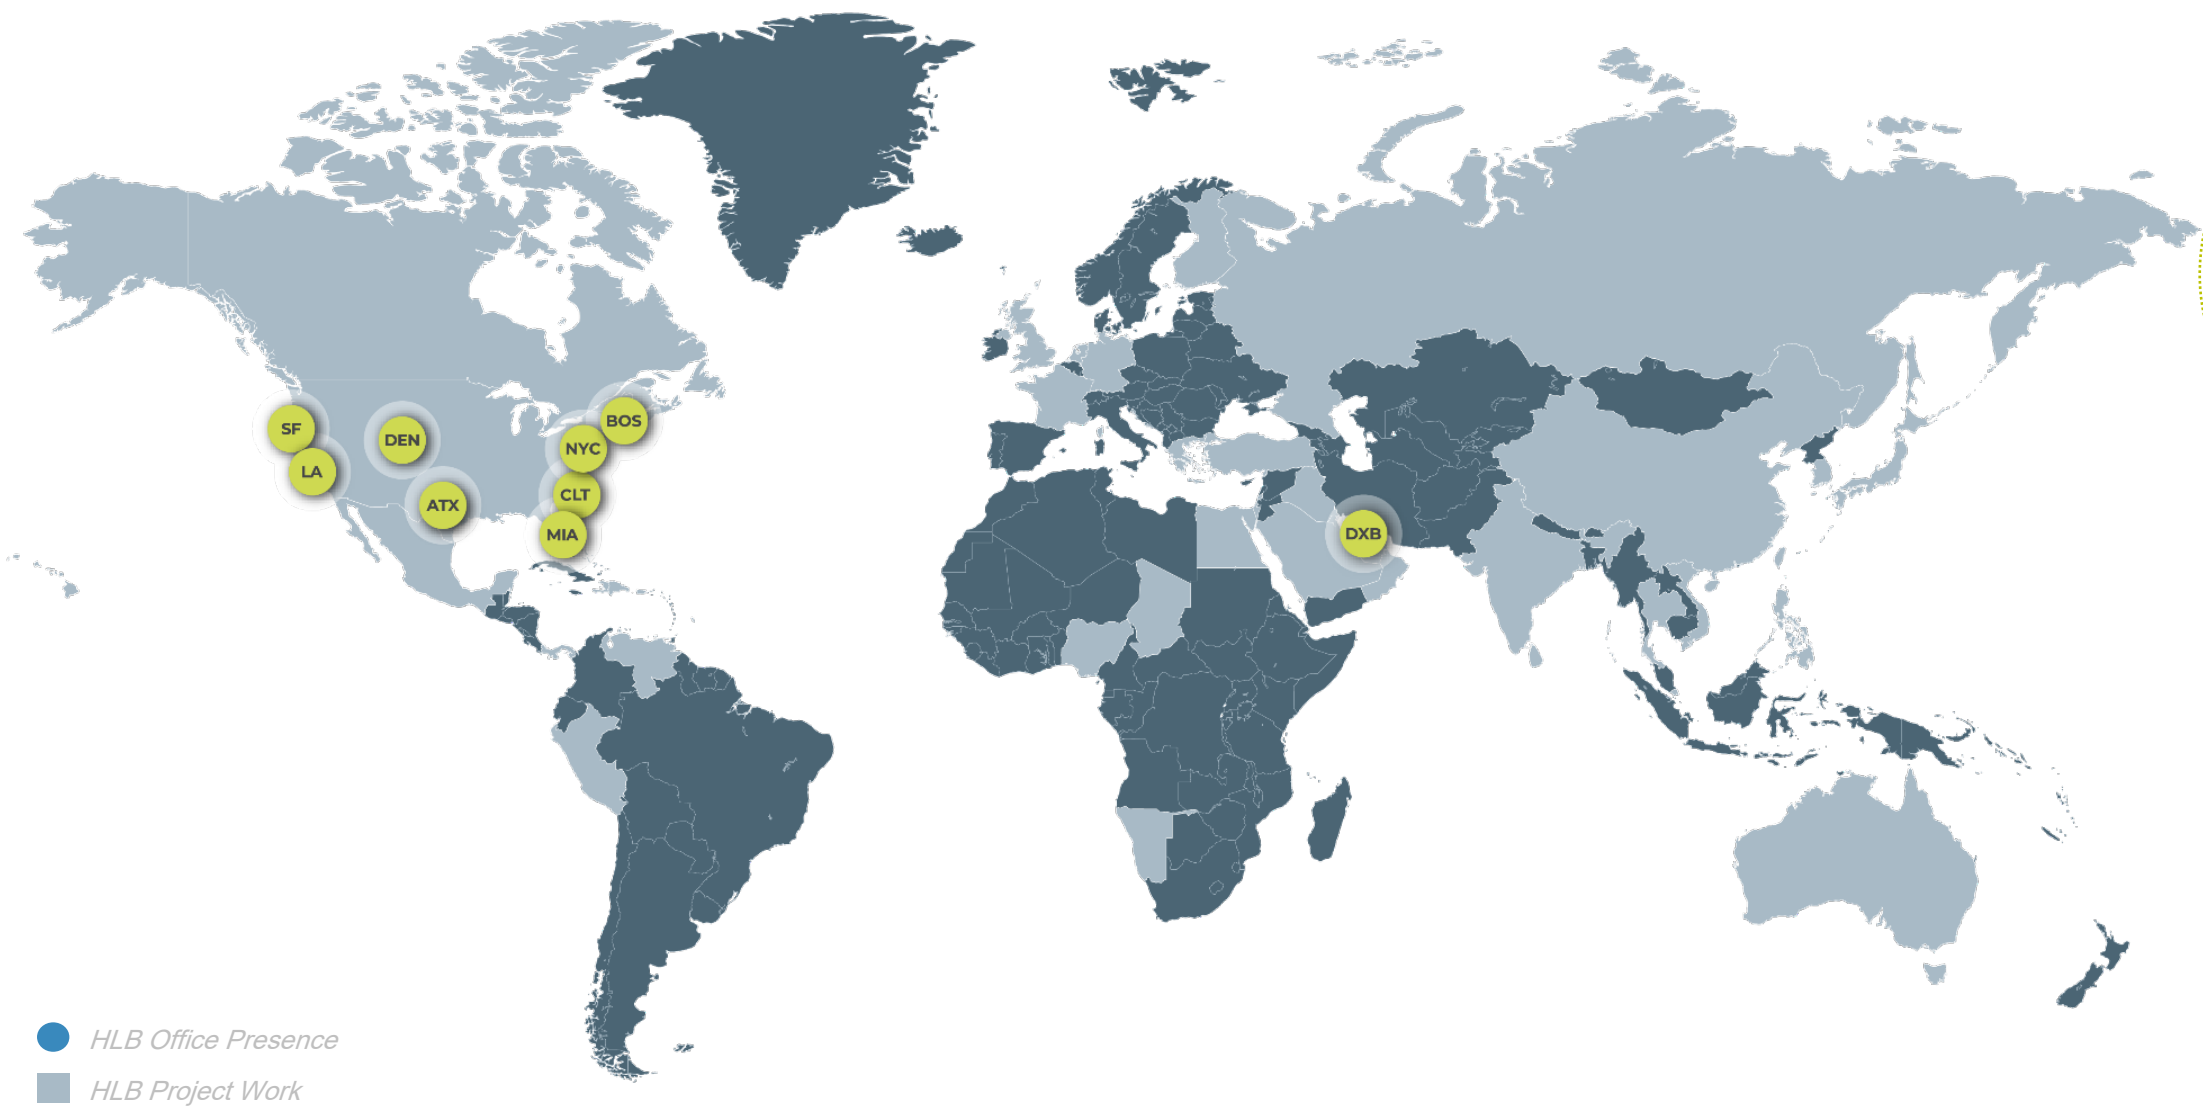 BOS
SF
DEN
NYC
LA
CLT
ATX
MIA
DXB
HLB Office Presence
HLB Project Work